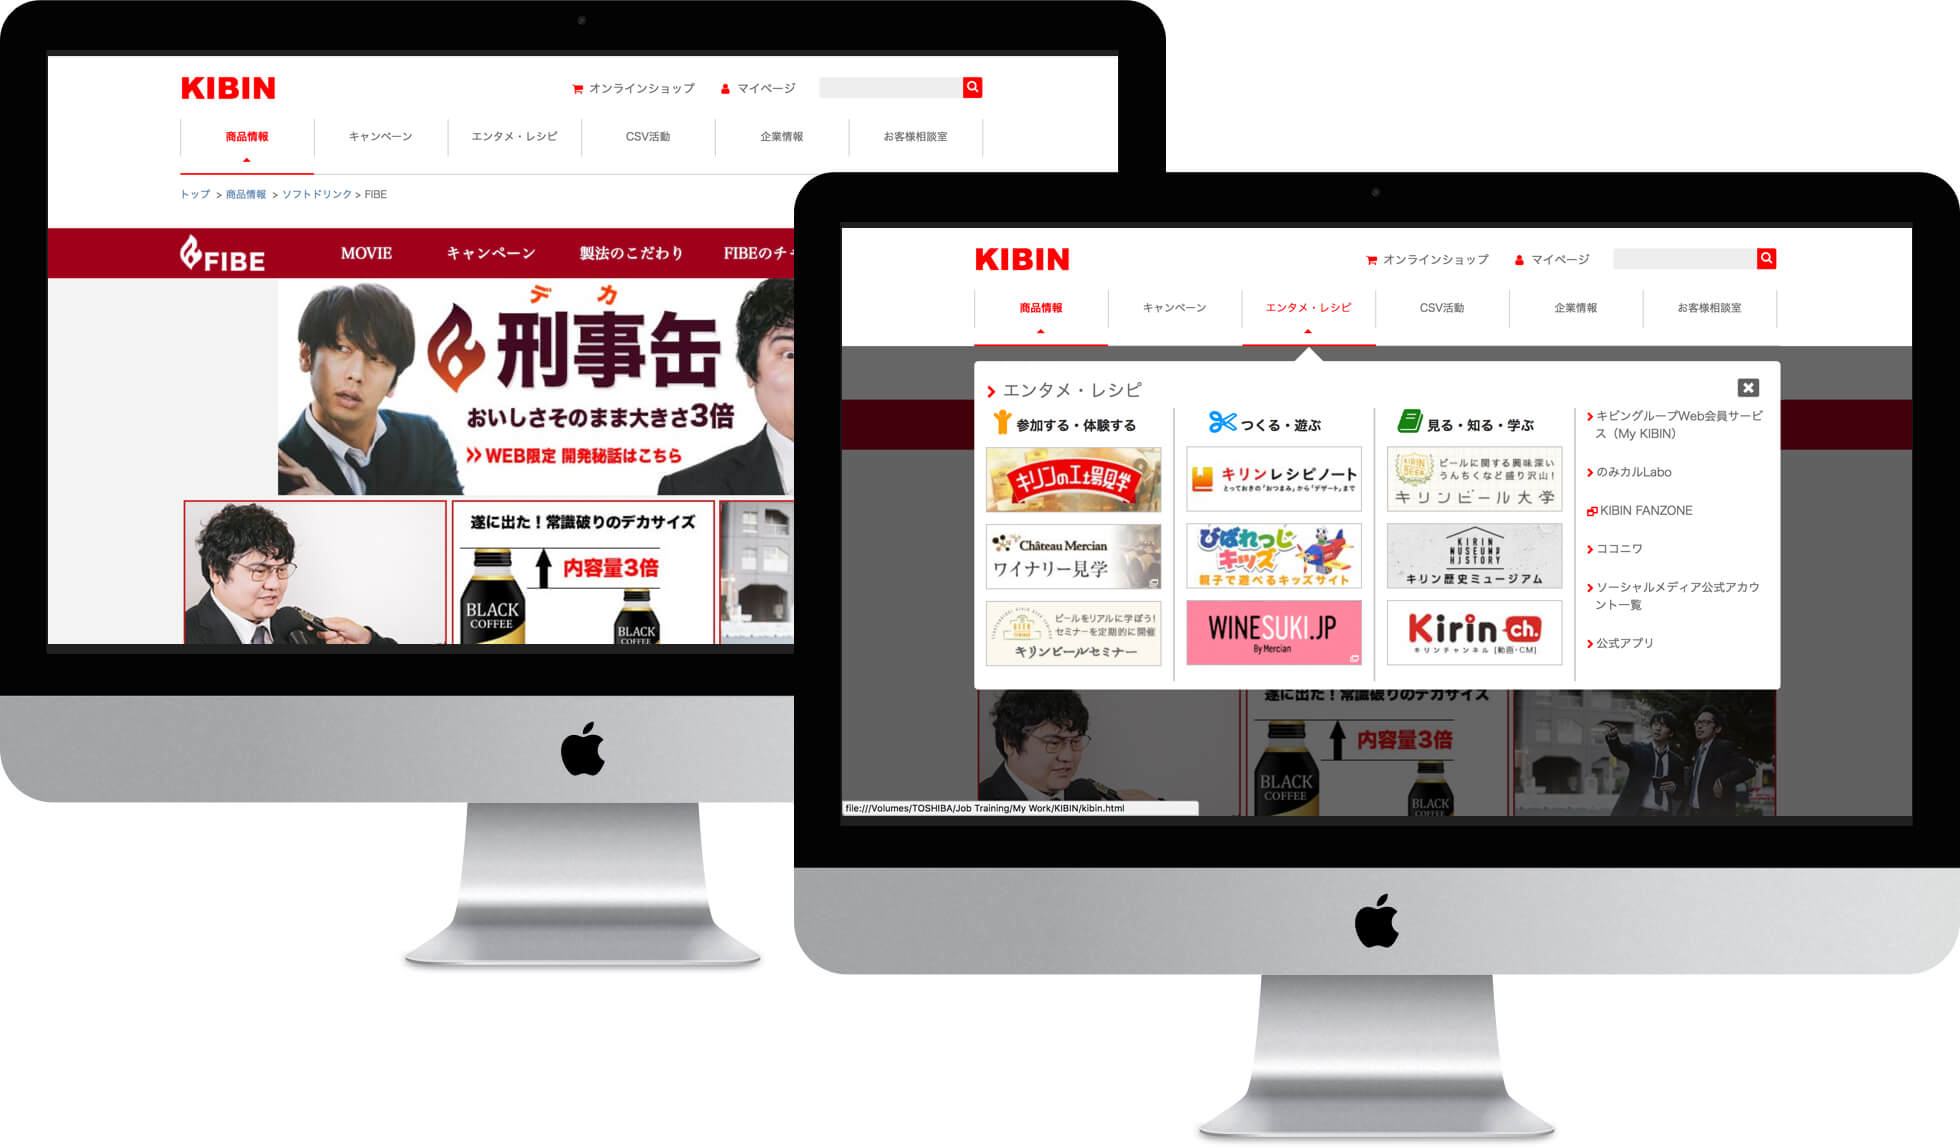 KIBIN
オンラインショップ
マイページ
商品情報
キャンペーン
エンタメ・レシピ
CSV活動
企業情報
お客様相談室
トップ > 商品情報 > ソフトドリンク > FIBE
FIBE
MOVIE
キャンペーン
製法のこだわり
FIBEのチ
デカ
刑事缶
おいしさそのまま大きさ3倍
WEB限定 開発秘話はこちら
遂に出た！常識破りのデカサイズ
内容量3倍
BLACK
COFFEE
BLACK
COFFEE
KIBIN
オンラインショップ
マイページ
商品情報
キャンペーン
エンタメ・レシピ
CSV活動
企業情報
お客様相談室
エンタメ・レシピ
参加する・体験する
キリンの工場見学
Château Mercian
ワイナリー見学
ビールをリアルに学ぼう!
セミナーを定期的に開催
キリンビールセミナー
つくる・遊ぶ
キリンレシピノート
とっておきの「おつまみ」から「デザート」まで
ぴぱれっじ
キッズ
親子で遊べるキッズサイト
WINESUKI.JP
By Mercian
見る・知る・学ぶ
ビールに関する興味深い
うんちくなど盛り沢山!
キリンビール大学
KIRIN
MUSEUM
HISTORY
キリン歴史ミュージアム
Kirin ch.
キリンチャンネル [動画・CM]
キビングループWeb会員サービ
ス（My KIBIN）
のみカルLabo
KIBIN FANZONE
ココニワ
ソーシャルメディア公式アカウ
ント一覧
公式アプリ
遂に出た！常識破りのデカサイズ
内容量3倍
BLACK
COFFEE
BLACK
COFFEE
file:///Volumes/TOSHIBA/Job Training/My Work/KIBIN/kibin.html